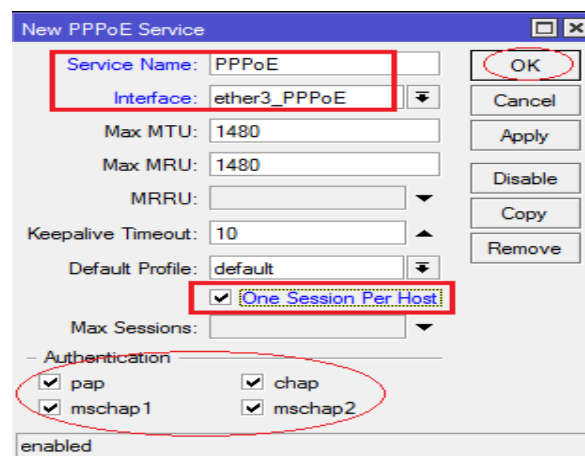 New PPPoE Service
Service Name: PPPoE
OK
Interface: ether3_PPPoE
Cancel
Max MTU: 1480
Apply
Max MRU: 1480
Disable
MRRU:
Copy
Keepalive Timeout: 10
Remove
Default Profile: default
One Session Per Host
Max Sessions:
Authentication
pap chap
mschap1 mschap2
enabled